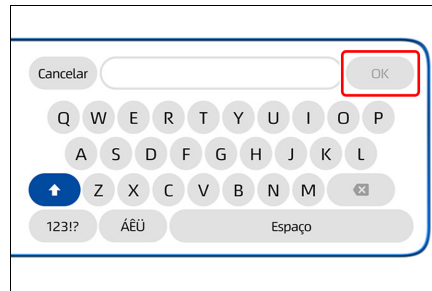 Cancelar OK
Q W E R T Y U I O P
A S D F G H J K L
Z X C V B N M
123!? ÁÊÜ Espaço